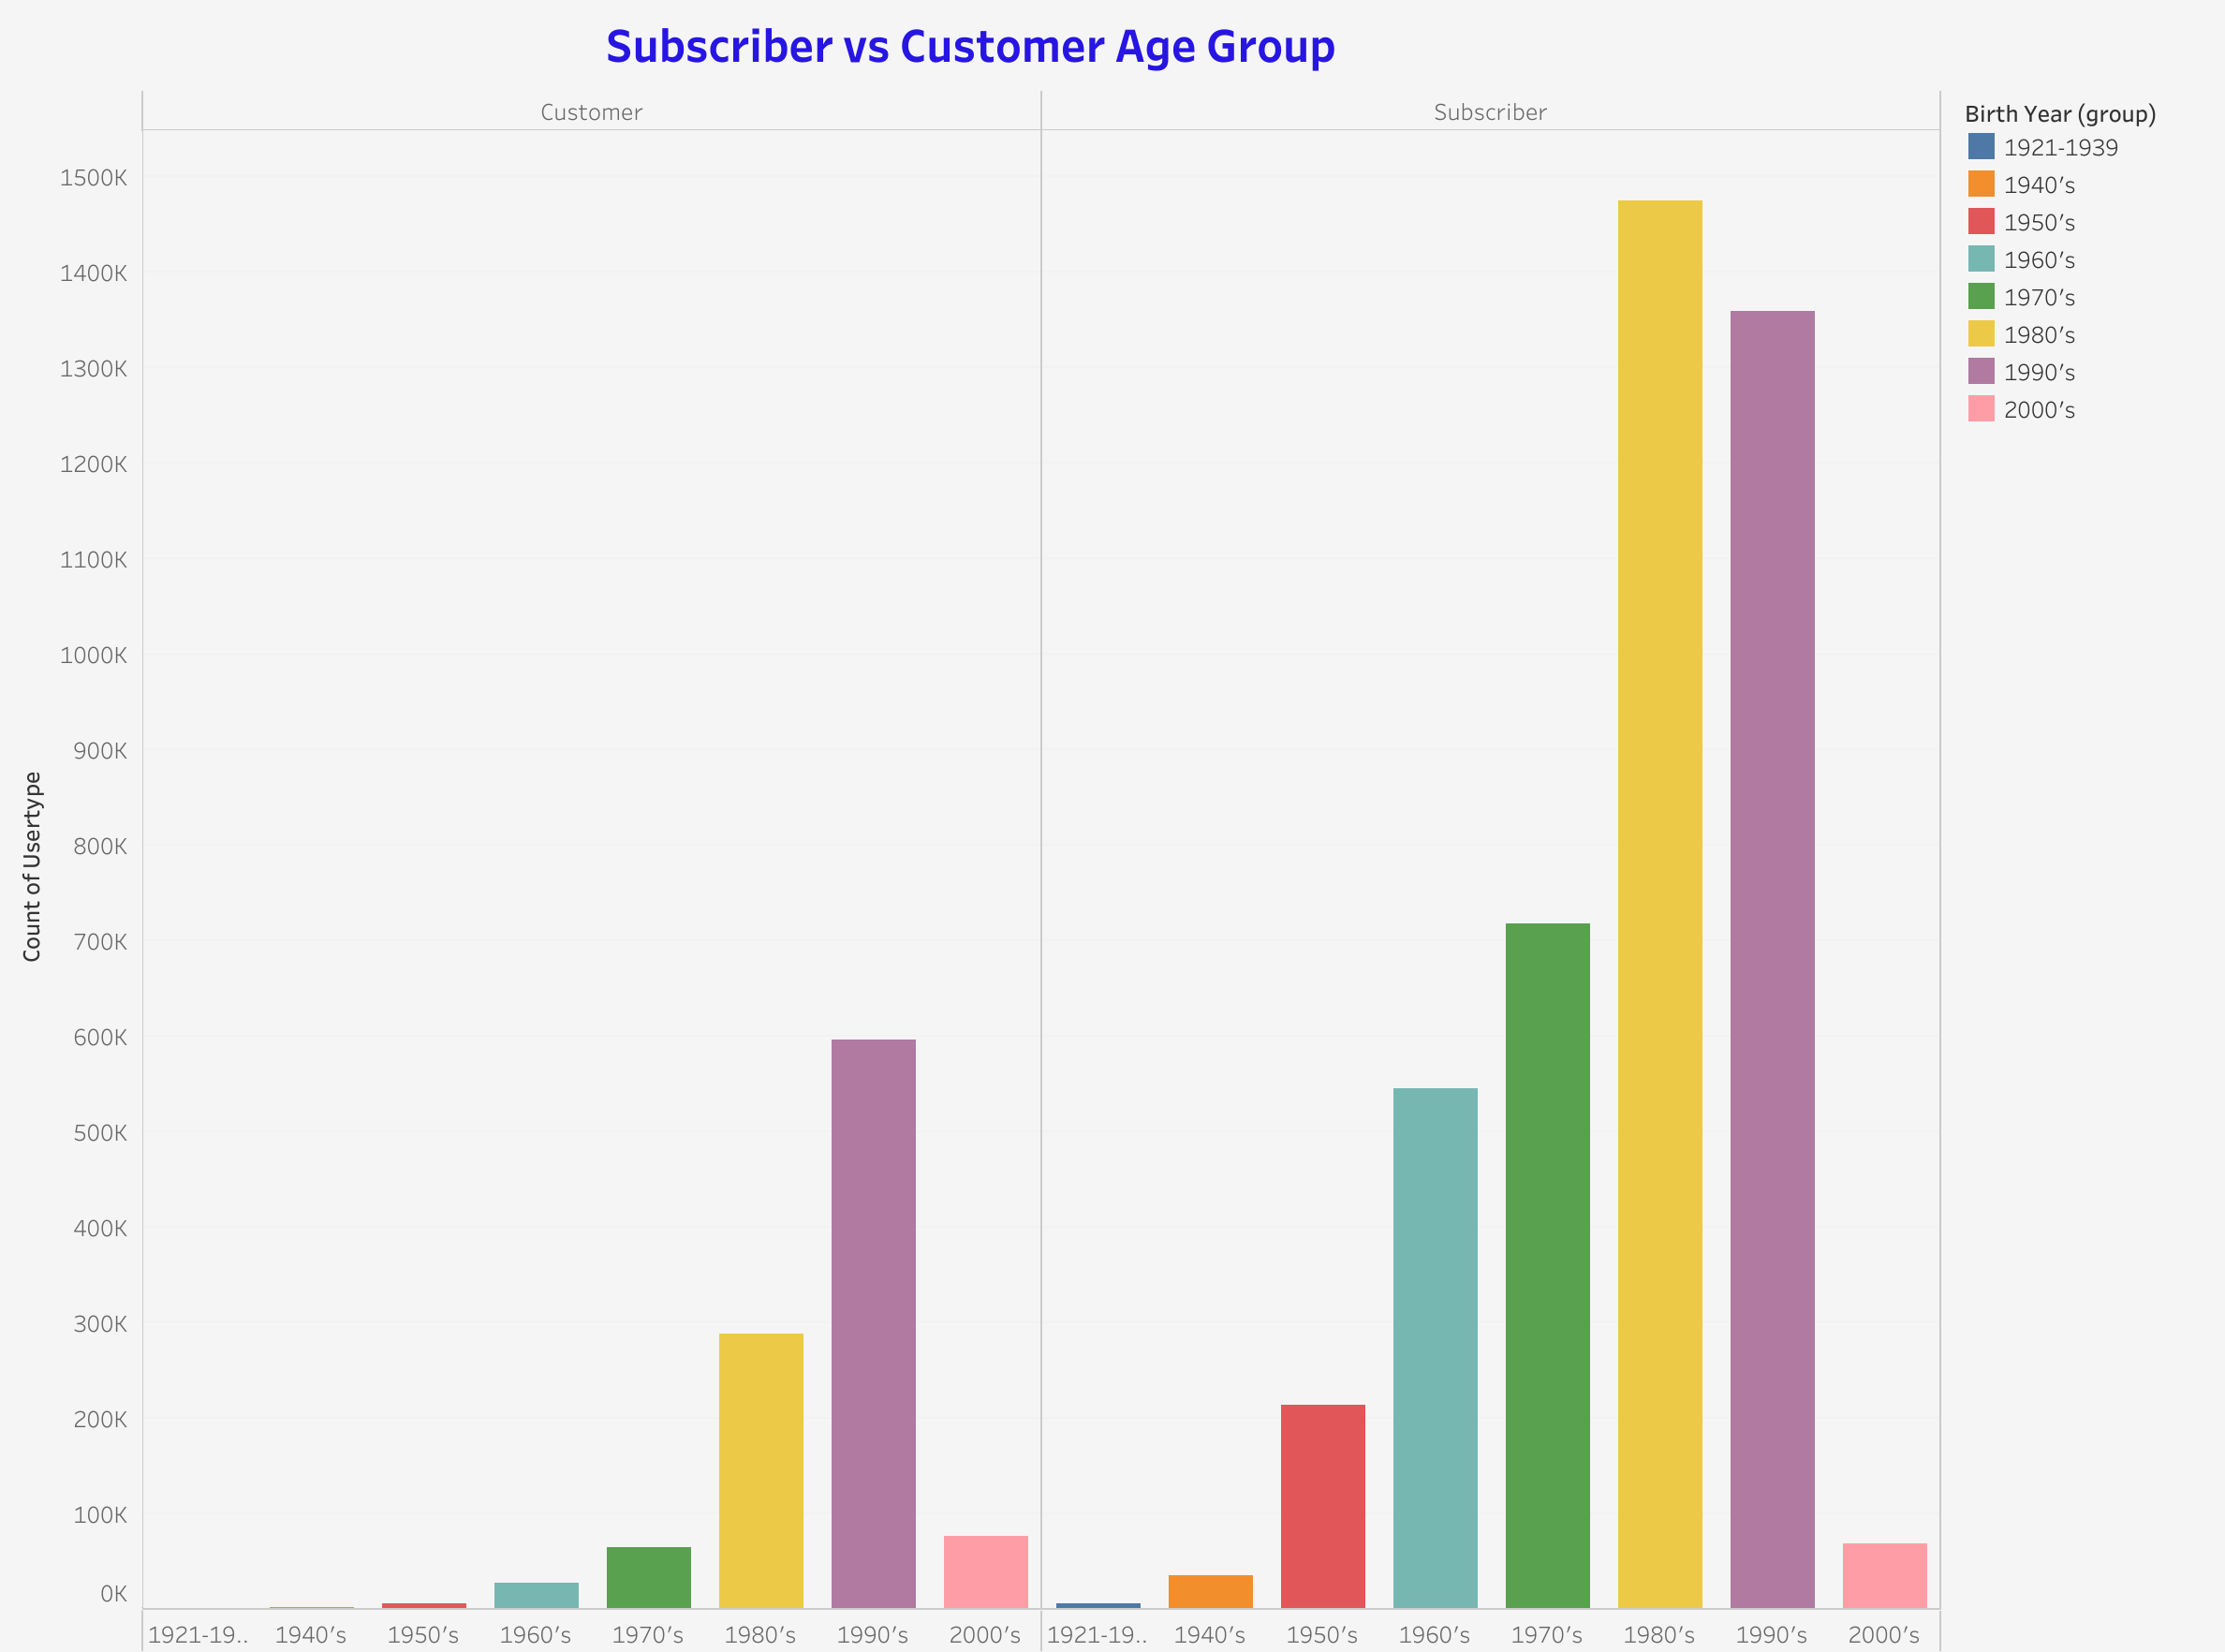 Subscriber vs Customer Age Group
Customer
Subscriber
Birth Year (group)
1921-1939
1940's
1950's
1960's
1970's
1980's
1990's
2000's
Count of Usertype
1500K
1400K
1300K
1200K
1100K
1000K
900K
800K
700K
600K
500K
400K
300K
200K
100K
0K
1921-19.. 1940's 1950's 1960's 1970's 1980's 1990's 2000's 1921-19.. 1940's 1950's 1960's 1970's 1980's 1990's 2000's